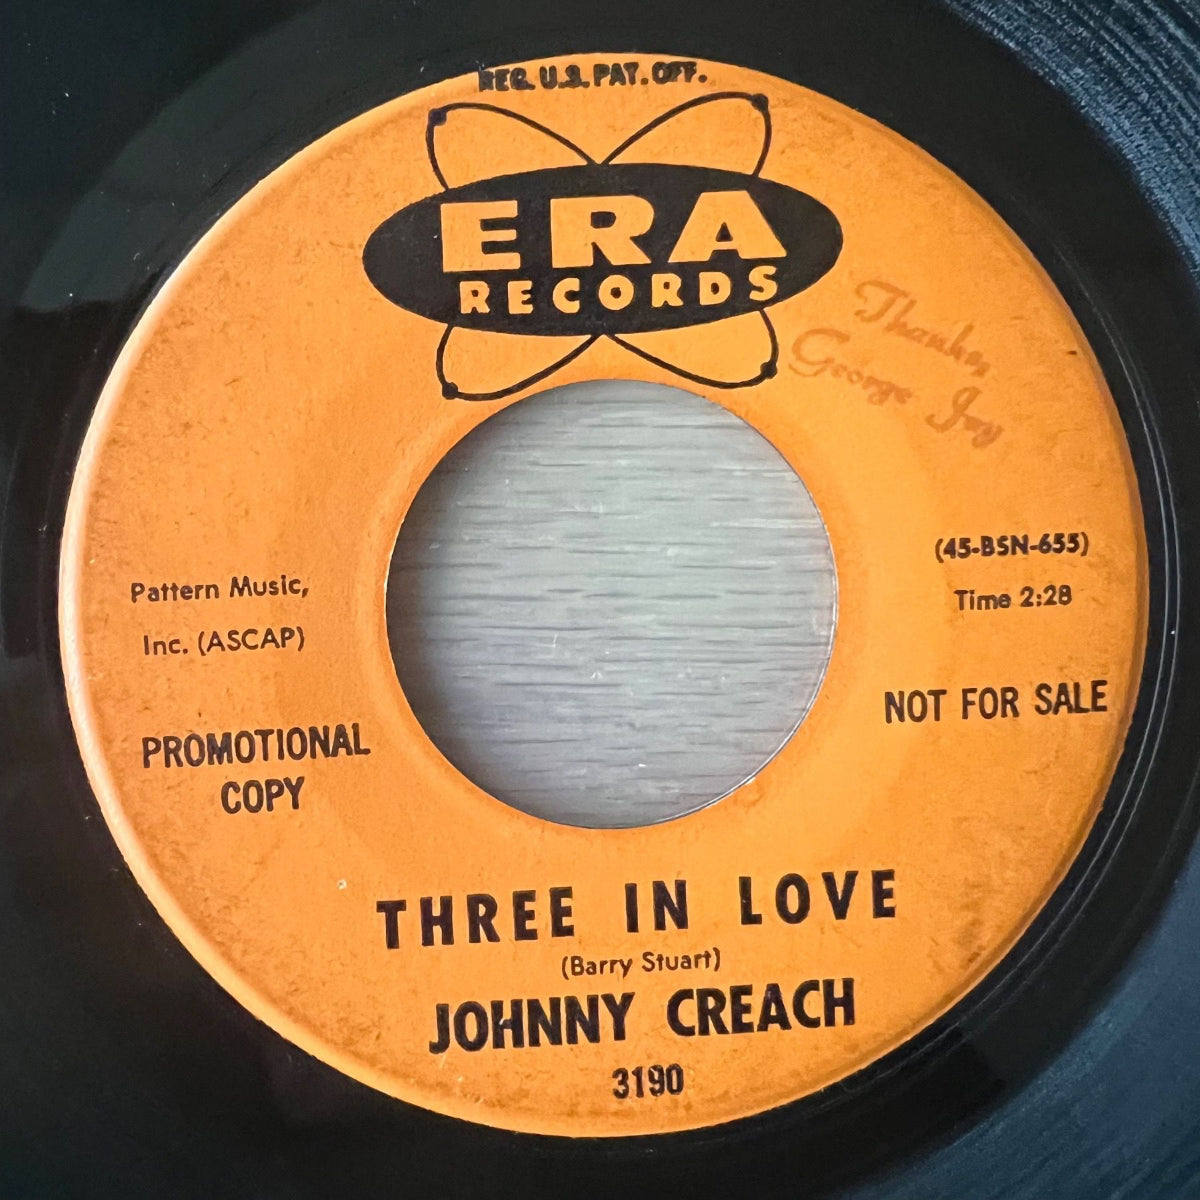 REG. U.S. PAT. OFF.
ERA
RECORDS
Thanks,
George Jay
(45-BSN-655)
Time 2:28
NOT FOR SALE
Pattern Music,
Inc. (ASCAP)
PROMOTIONAL
COPY
THREE IN LOVE
(Barry Stuart)
JOHNNY CREACH
3190